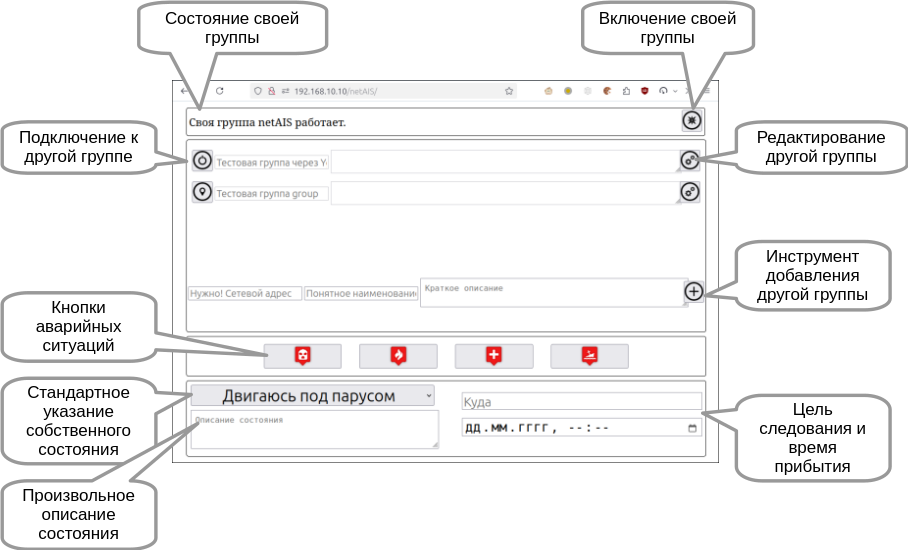 Состояние своей
группы
Включение своей
группы
192.168.10.10/netAIS/
Своя группа netAIS работает.
Подключение к
другой группе
Тестовая группа через Y
Редактирование
другой группы
Тестовая группа group
Инструмент
добавления
другой группы
Нужно! Сетевой адрес
Понятное наименовани
Краткое описание
Кнопки
аварийных
ситуаций
Стандартное
указание
собственного
состояния
Двигаюсь под парусом
Куда
Описание состояния
дд.мм.гггг, --:--
Цель
следования и
время
прибытия
Произвольное
описание
состояния